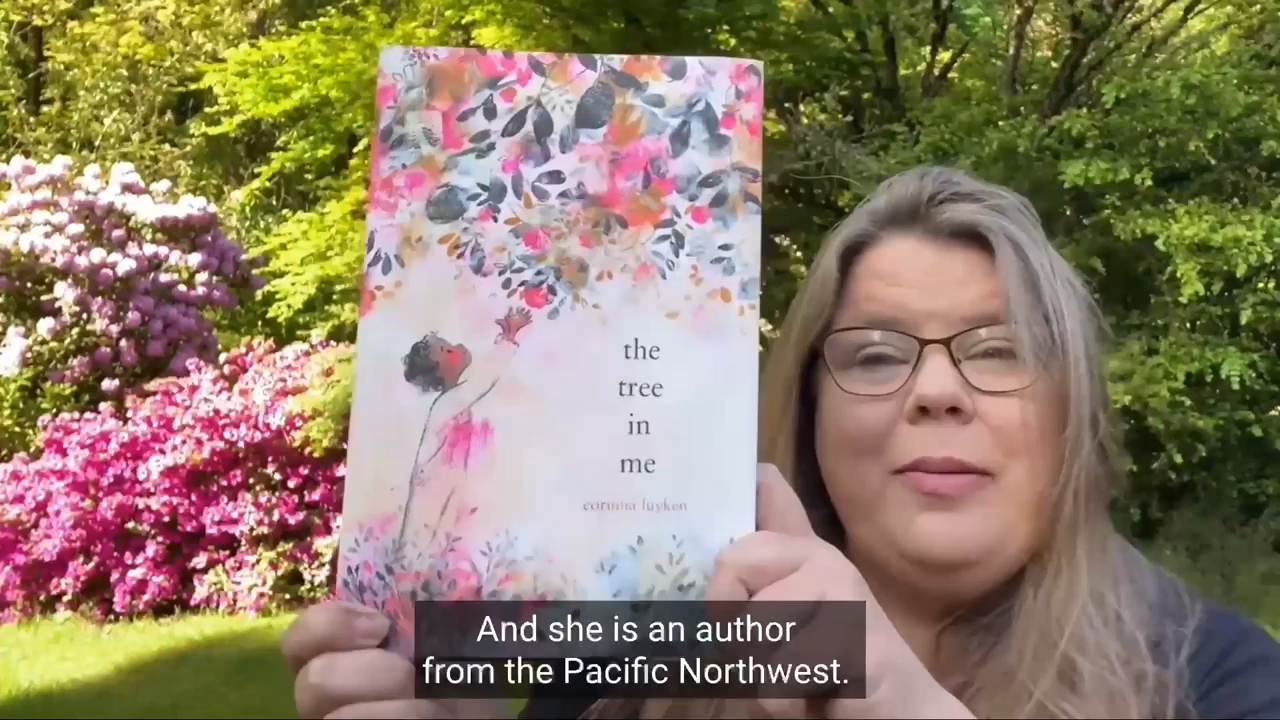 the
tree
in
me
corinna luyken
And she is an author
from the Pacific Northwest.